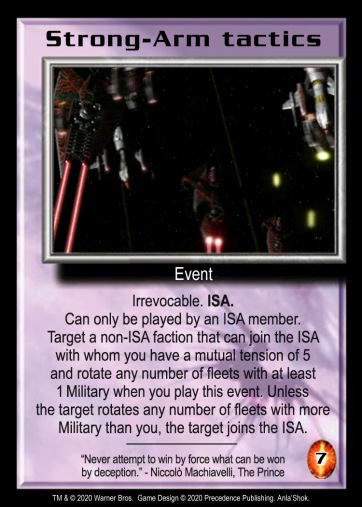 Strong-Arm tactics
Event
Irrevocable. ISA.
Can only be played by an ISA member.
Target a non-ISA faction that can join the ISA
with whom you have a mutual tension of 5
and rotate any number of fleets with at least
1 Military when you play this event. Unless
the target rotates any number of fleets with more
Military than you, the target joins the ISA.
"Never attempt to win by force what can be won
by deception." - Niccolò Machiavelli, The Prince
7
TM & © 2020 Warner Bros. Game Design © 2020 Precedence Publishing. Anla'Shok.